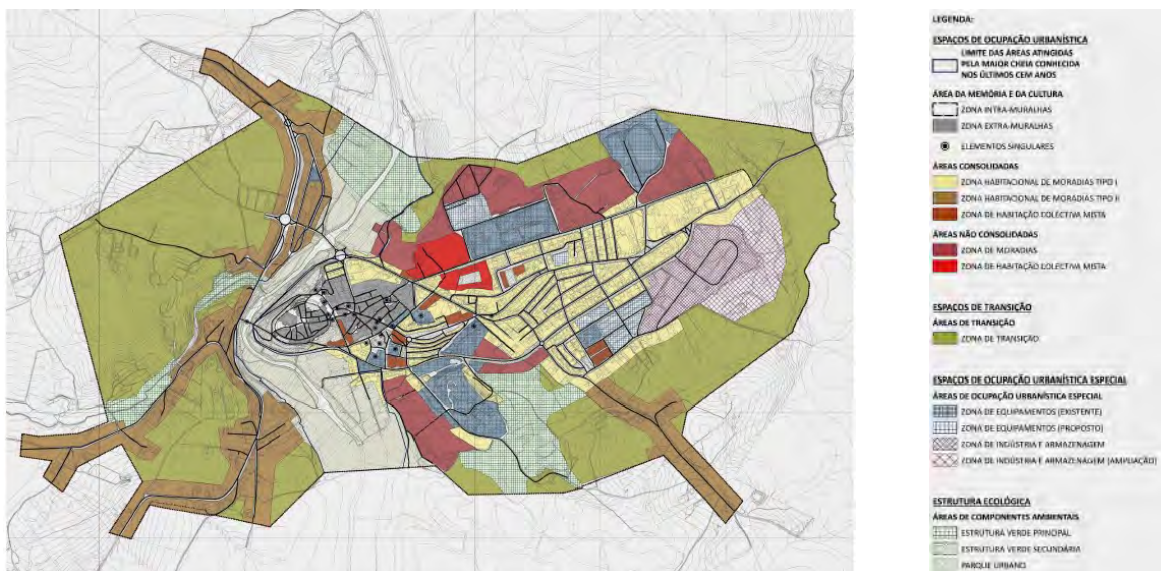 LEGENDA:
ESPAÇOS DE OCUPAÇÃO URBANÍSTICA
LIMITE DAS ÁREAS ATINGIDAS
PELA MAIOR CHEIA CONHECIDA
NOS ÚLTIMOS CEM ANOS
ÁREA DA MEMÓRIA E DA CULTURA
ZONA INTRA-MURALHAS
ZONA EXTRA-MURALHAS
ELEMENTOS SINGULARES
ÁREAS CONSOLIDADAS
ZONA HABITACIONAL DE MORADIAS TIPO I
ZONA HABITACIONAL DE MORADIAS TIPO II
ZONA DE HABITAÇÃO COLECTIVA MISTA
ÁREAS NÃO CONSOLIDADAS
ZONA DE MORADIAS
ZONA DE HABITAÇÃO COLECTIVA MISTA
ESPAÇOS DE TRANSIÇÃO
ÁREAS DE TRANSIÇÃO
ZONA DE TRANSIÇÃO
ESPAÇOS DE OCUPAÇÃO URBANÍSTICA ESPECIAL
ÁREAS DE OCUPAÇÃO URBANÍSTICA ESPECIAL
ZONA DE EQUIPAMENTOS (EXISTENTE)
ZONA DE EQUIPAMENTOS (PROPOSTO)
ZONA DE INDÚSTRIA E ARMAZENAGEM
ZONA DE INDÚSTRIA E ARMAZENAGEM (AMPLIAÇÃO)
ESTRUTURA ECOLÓGICA
ÁREAS DE COMPONENTES AMBIENTAIS
ESTRUTURA VERDE PRINCIPAL
ESTRUTURA VERDE SECUNDÁRIA
PARQUE URBANO